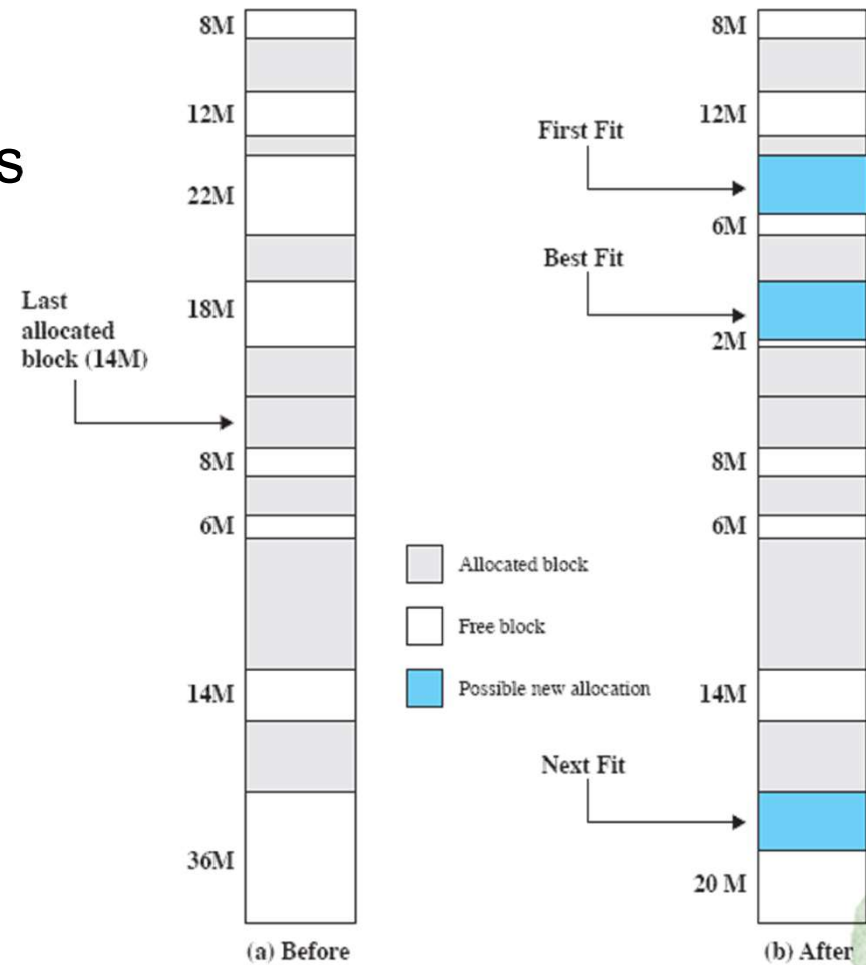 s
8M
12M
22M
18M
Last
allocated
block (14M)
8M
6M
14M
36M
(a) Before
Allocated block
Free block
Possible new allocation
8M
12M
First Fit
6M
Best Fit
2M
8M
6M
14M
Next Fit
20 M
(b) After